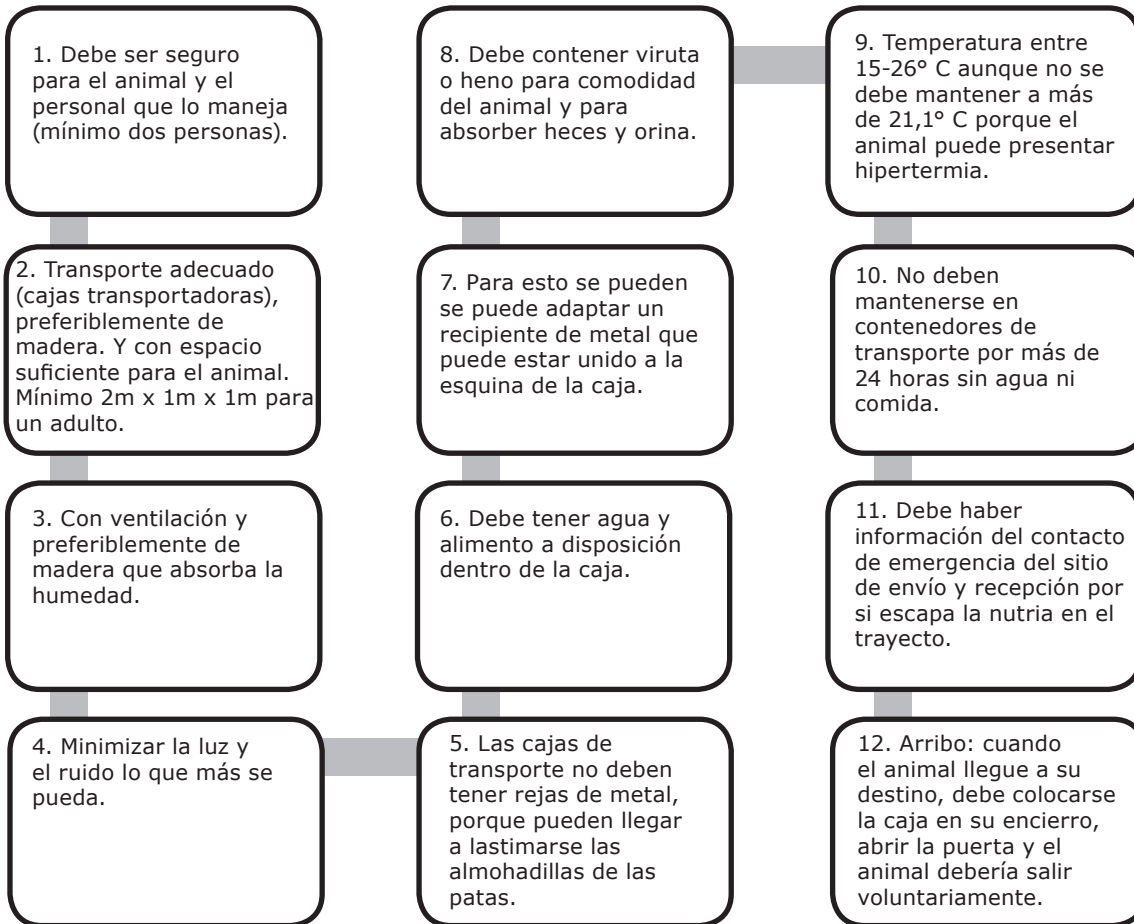 1. Debe ser seguro
para el animal y el
personal que lo maneja
(mínimo dos personas).
2. Transporte adecuado
(cajas transportadoras),
preferiblemente de
madera. Y con espacio
suficiente para el animal.
Mínimo 2m x 1m x 1m para
un adulto.
3. Con ventilación y
preferiblemente de
madera que absorba la
humedad.
4. Minimizar la luz y
el ruido lo que más se
pueda.
5. Las cajas de
transporte no deben
tener rejas de metal,
porque pueden llegar
a lastimarse las
almohadillas de las
patas.
6. Debe tener agua y
alimento a disposición
dentro de la caja.
7. Para esto se pueden
se puede adaptar un
recipiente de metal que
puede estar unido a la
esquina de la caja.
8. Debe contener viruta
o heno para comodidad
del animal y para
absorber heces y orina.
9. Temperatura entre
15-26° C aunque no se
debe mantener a más
de 21,1° C porque el
animal puede presentar
hipertermia.
10. No deben
mantenerse en
contenedores de
transporte por más de
24 horas sin agua ni
comida.
11. Debe haber
información del contacto
de emergencia del sitio
de envío y recepción por
si escapa la nutria en el
trayecto.
12. Arribo: cuando
el animal llegue a su
destino, debe colocarse
la caja en su encierro,
abrir la puerta y el
animal debería salir
voluntariamente.